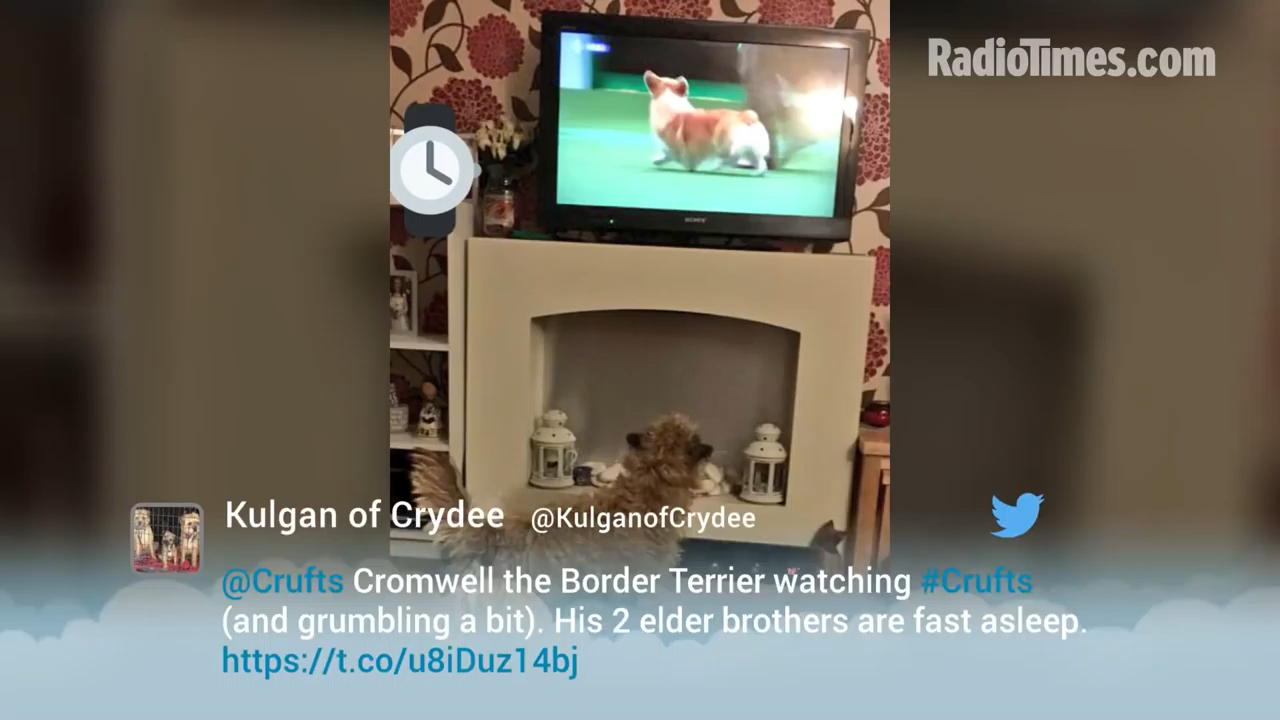 RadioTimes.com
SONY
Kulgan of Crydee @KulganofCrydee
@Crufts Cromwell the Border Terrier watching #Crufts
(and grumbling a bit). His 2 elder brothers are fast asleep.
https://t.co/u8iDuz14bj